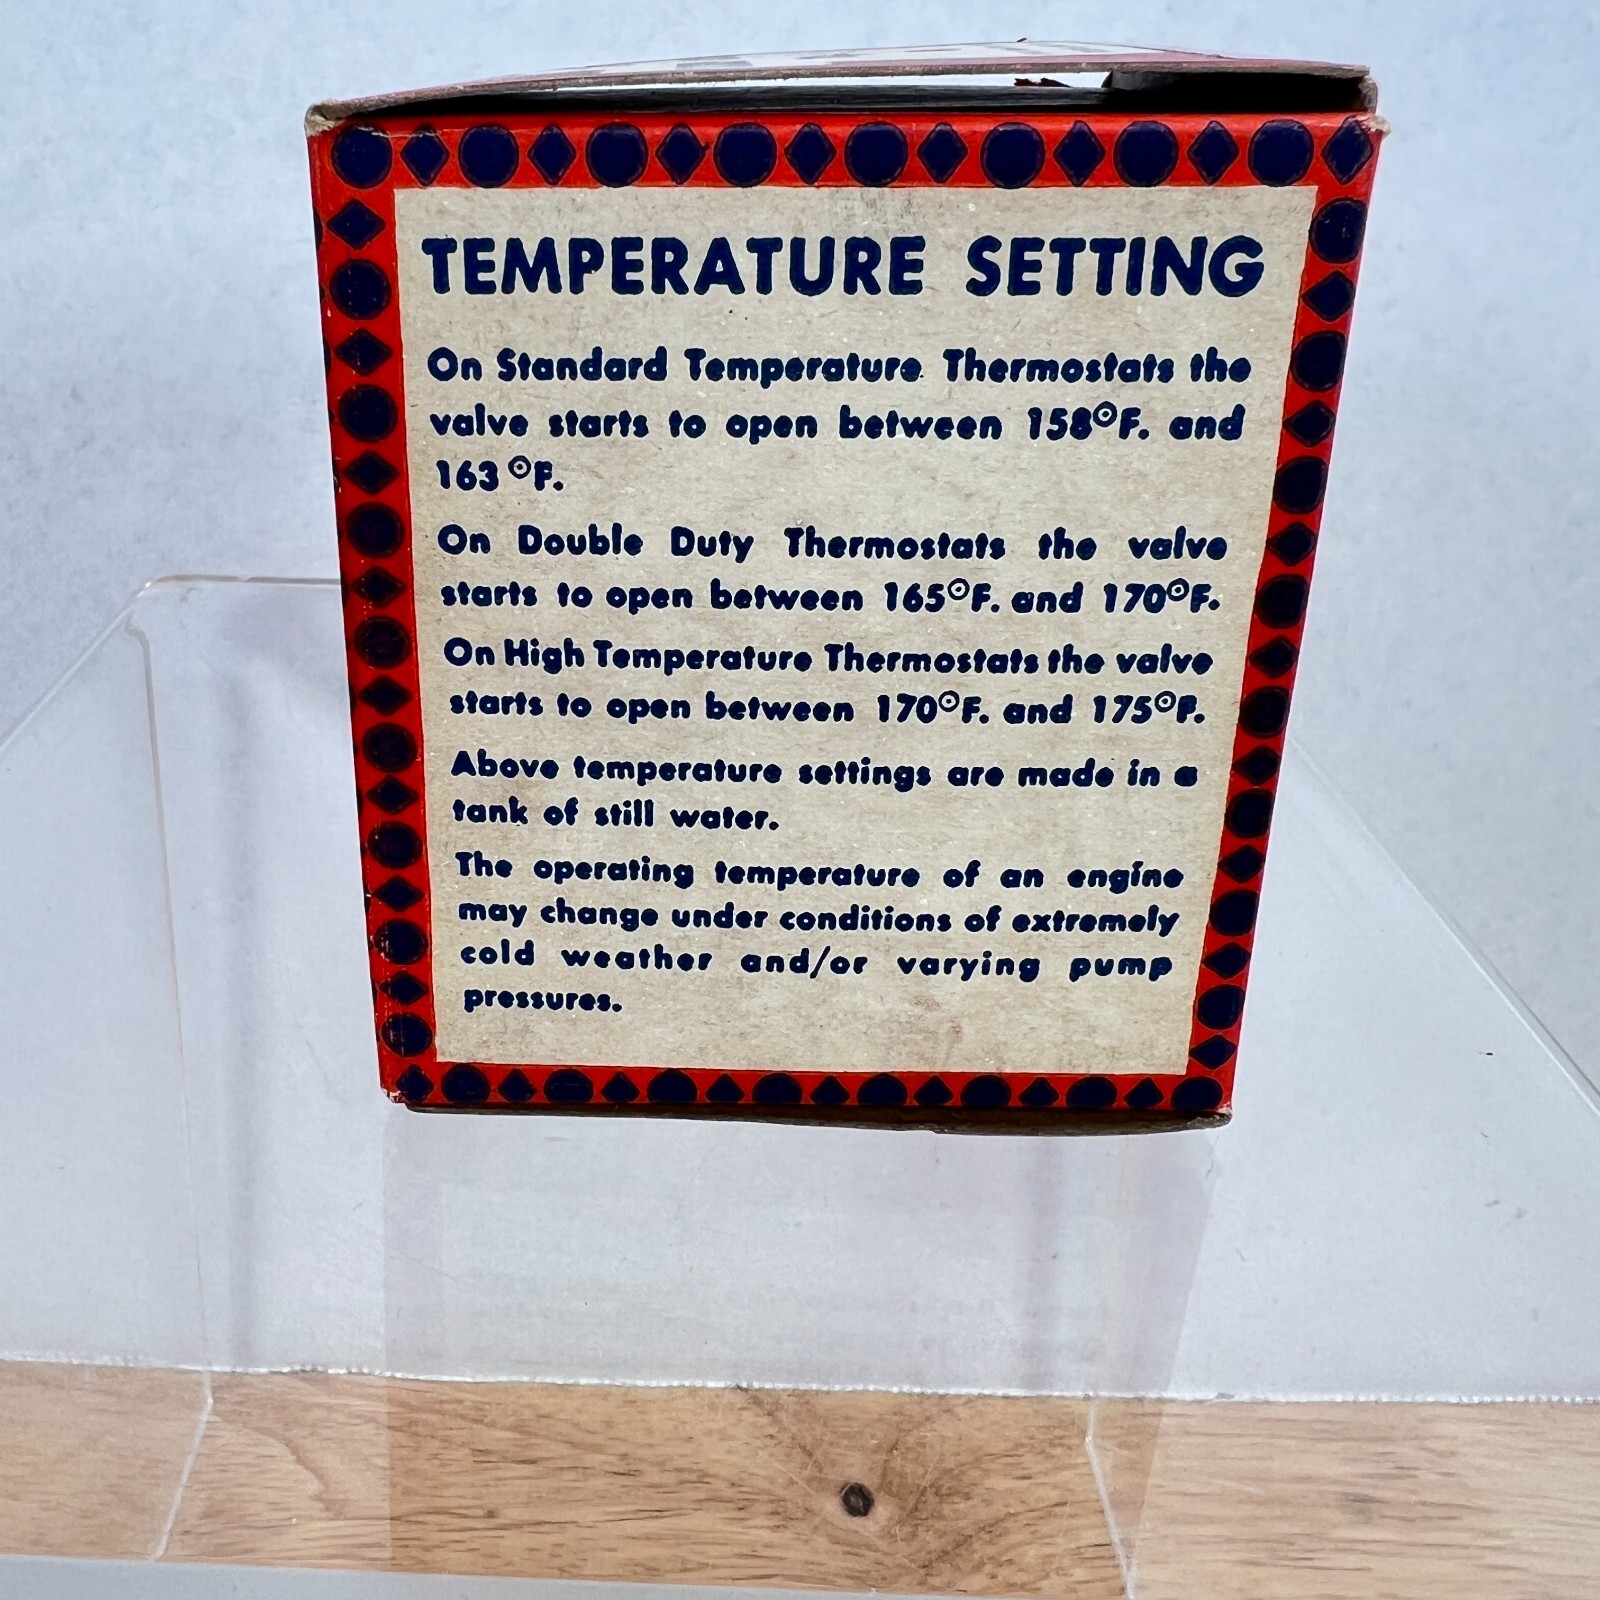 TEMPERATURE SETTING
On Standard Temperature Thermostats the
valve starts to open between 158°F. and
163 °F.
On Double Duty Thermostats the valve
starts to open between 165°F. and 170°F.
On High Temperature Thermostats the valve
starts to open between 170°F. and 175°F.
Above temperature settings are made in a
tank of still water.
The operating temperature of an engine
may change under conditions of extremely
cold weather and/or varying pump
pressures.